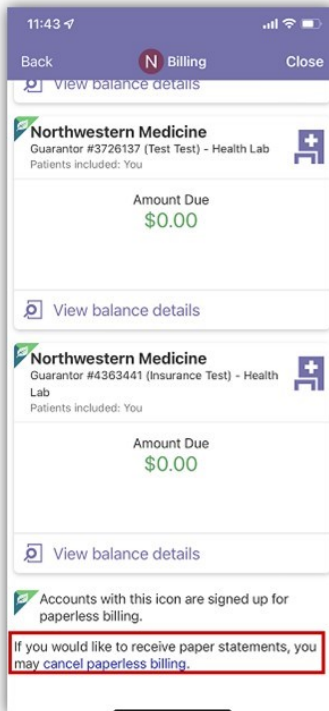 11:43
Back
N Billing
Close
View balance details
Northwestern Medicine
Guarantor #3726137 (Test Test) - Health Lab
Patients included: You
Amount Due
$0.00
View balance details
Northwestern Medicine
Guarantor #4363441 (Insurance Test) - Health
Lab
Patients included: You
Amount Due
$0.00
View balance details
Accounts with this icon are signed up for
paperless billing.
If you would like to receive paper statements, you
may cancel paperless billing.